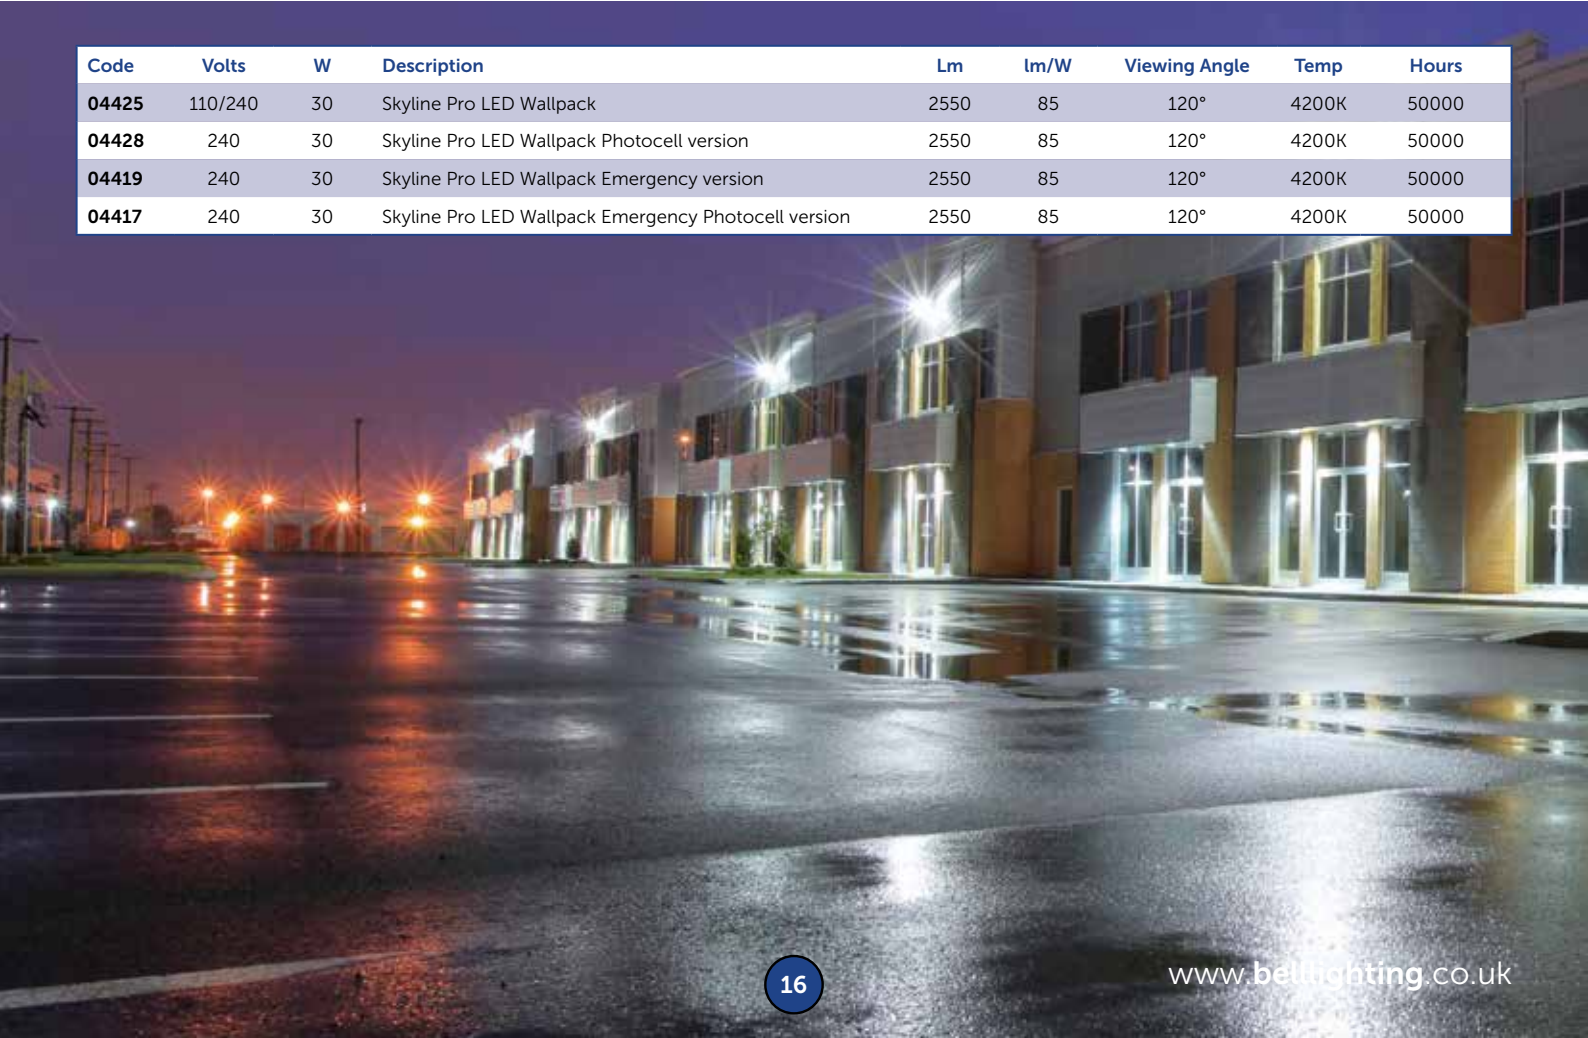 Code Volts W Description Lm lm/W Viewing Angle Temp Hours
04425 110/240 30 Skyline Pro LED Wallpack 2550 85 120° 4200K 50000
04428 240 30 Skyline Pro LED Wallpack Photocell version 2550 85 120° 4200K 50000
04419 240 30 Skyline Pro LED Wallpack Emergency version 2550 85 120° 4200K 50000
04417 240 30 Skyline Pro LED Wallpack Emergency Photocell version 2550 85 120° 4200K 50000
16
www.belllighting.co.uk